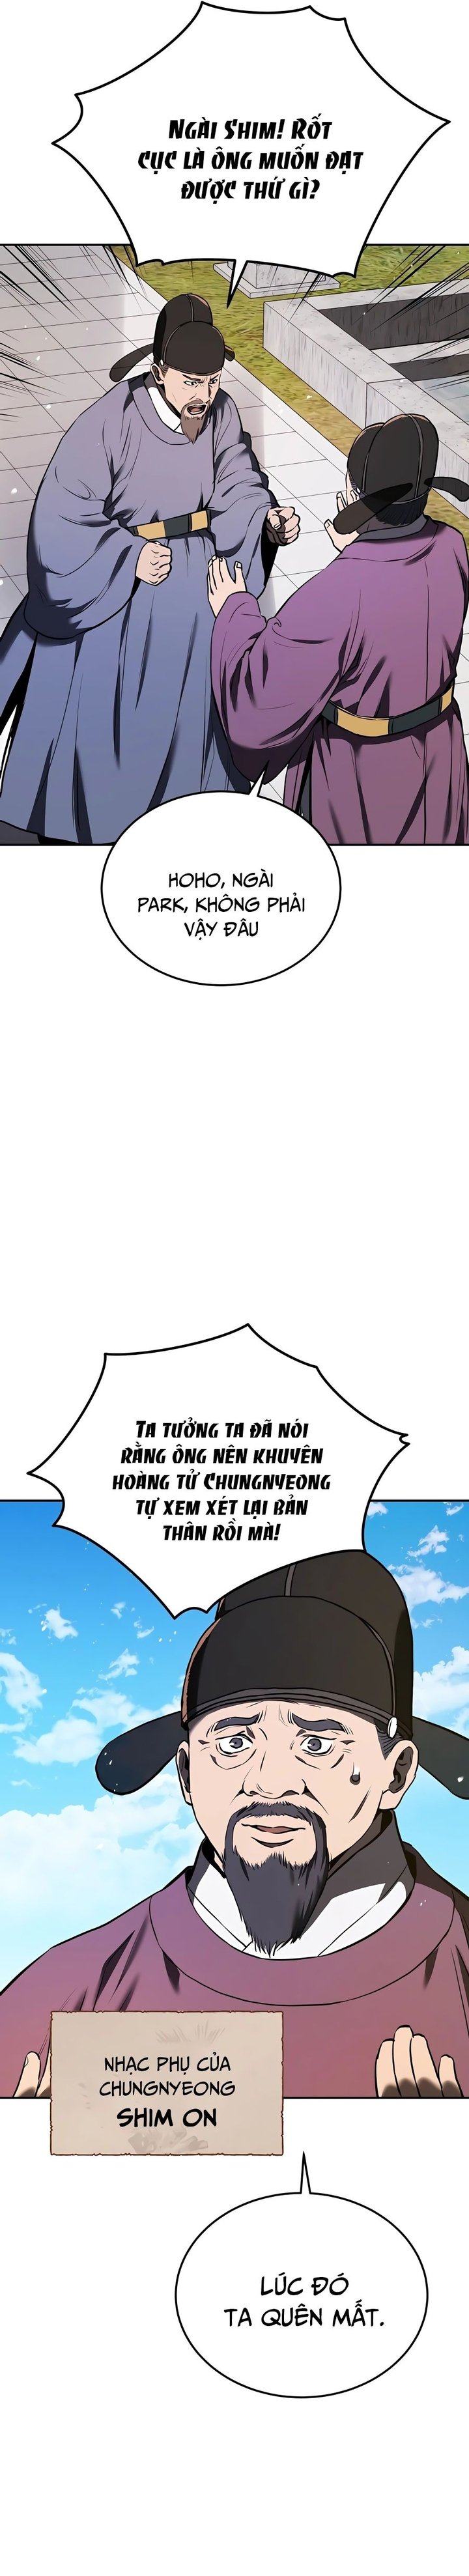 NGÀI SHIM! RỐT
CỤC LÀ ÔNG MUỐN ĐẠT
ĐƯỢC THỨ GÌ?
HOHO, NGÀI
PARK, KHÔNG PHẢI
VẬY ĐÂU
TA TƯỞNG TA ĐÃ NÓI
RẰNG ÔNG NÊN KHUYÊN
HOÀNG TỬ CHUNGNYEONG
TỰ XEM XÉT LẠI BẢN
THÂN RỒI MÀ!
NHẠC PHỤ CỦA
CHUNGNYEONG
SHIM ON
LÚC ĐÓ
TA QUÊN MẤT.